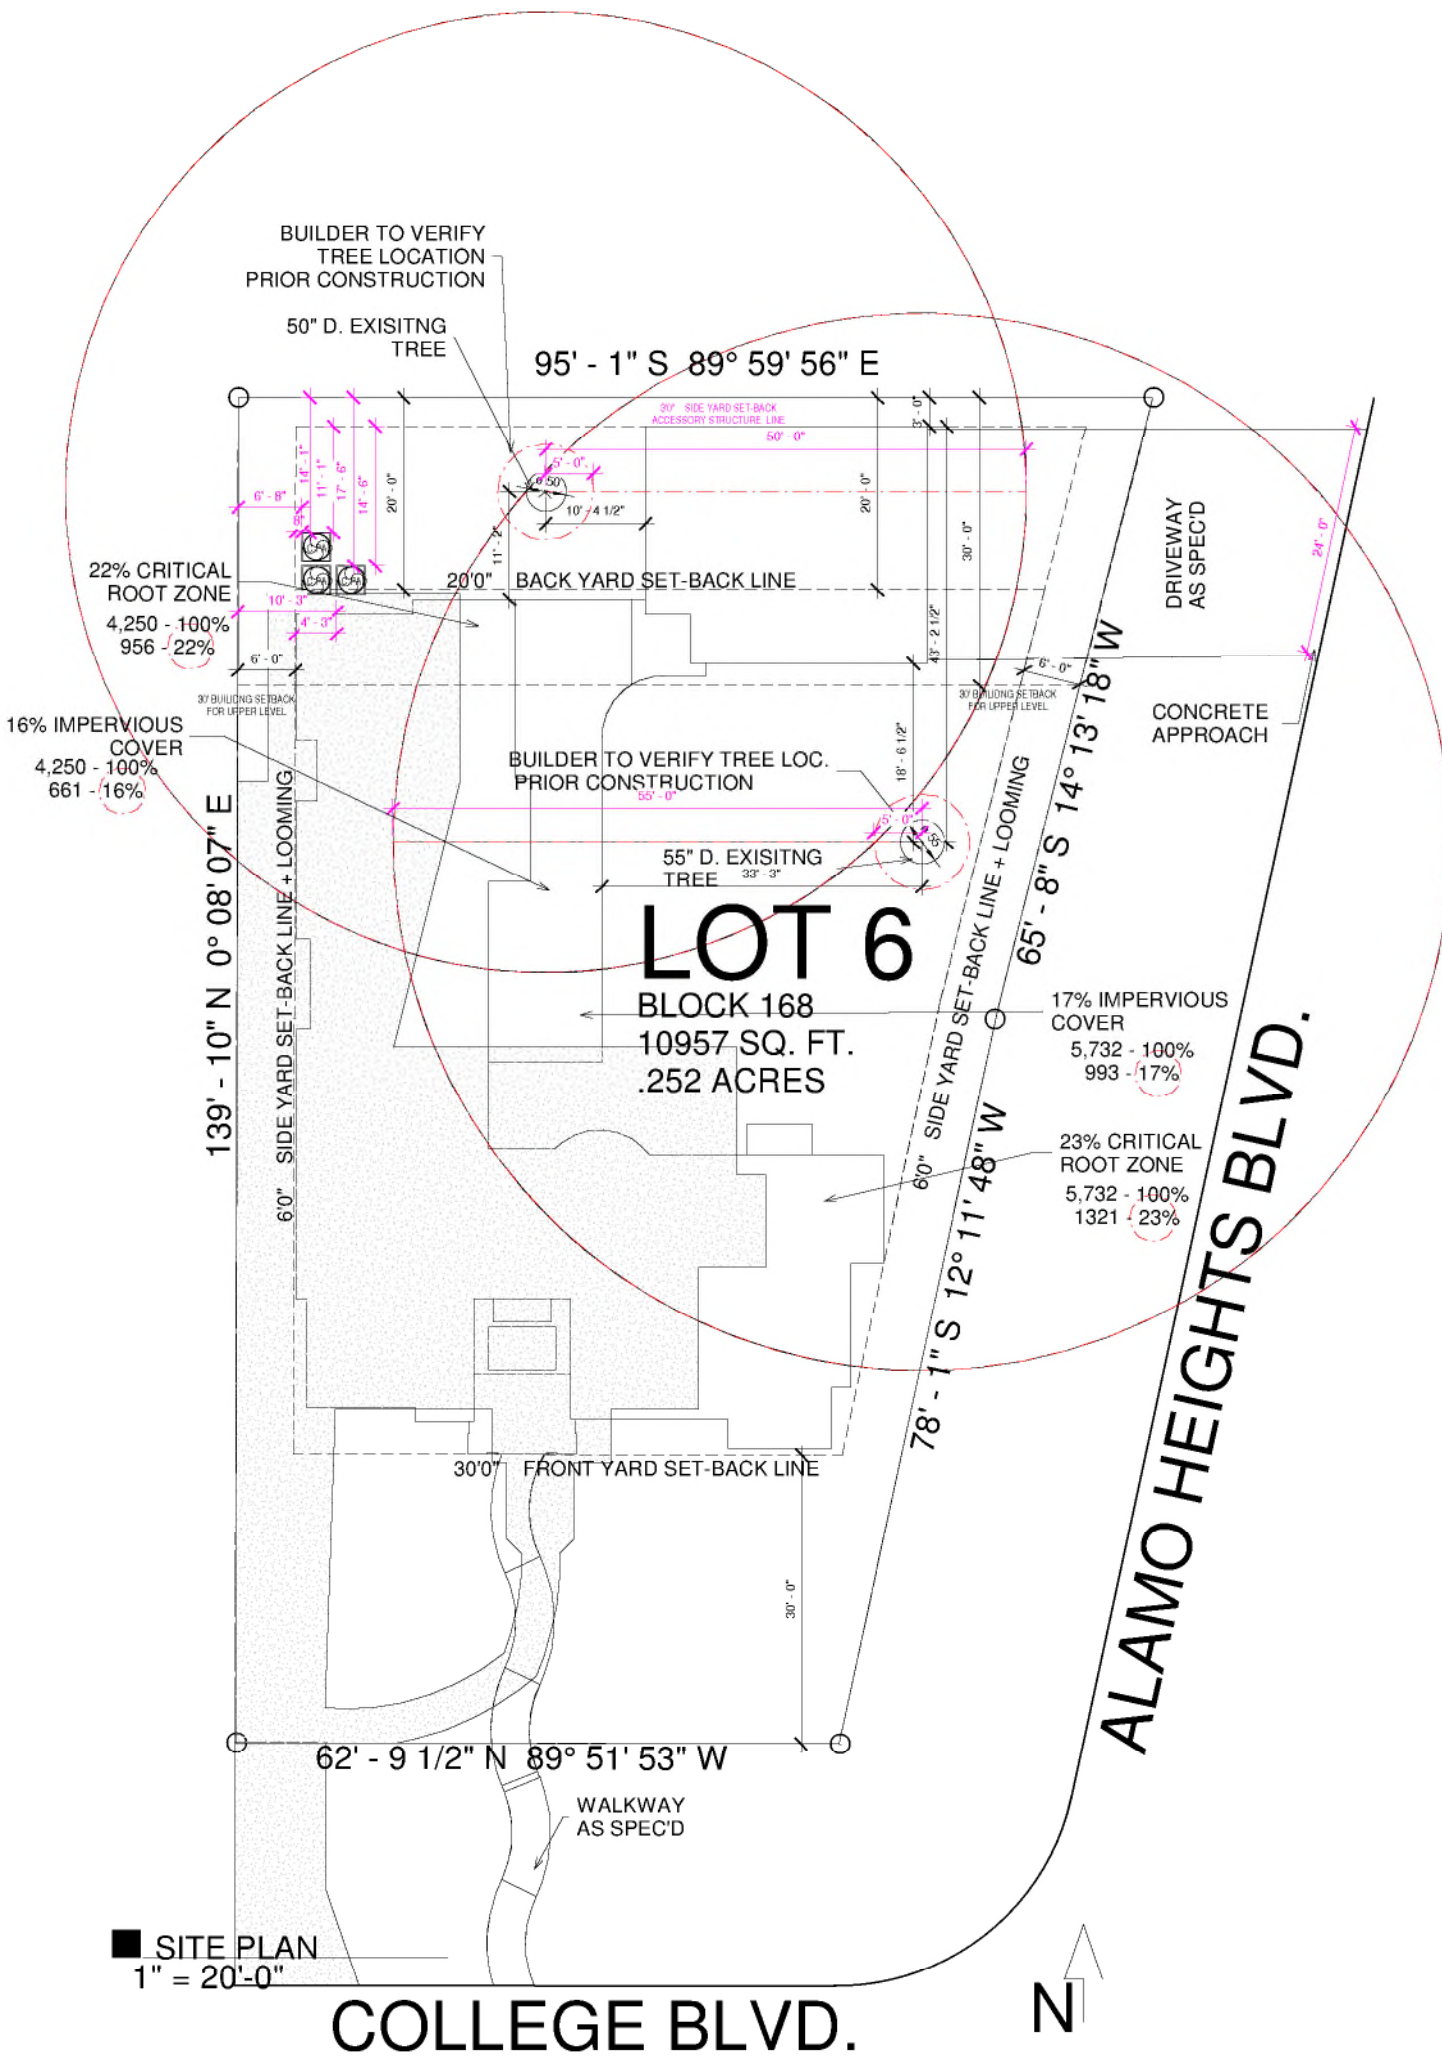 BUILDER TO VERIFY
TREE LOCATION
PRIOR CONSTRUCTION
50" D. EXISITNG
TREE
95' - 1" S 89° 59' 56" E
3'0" SIDE YARD SET-BACK
ACCESSORY STRUCTURE LINE
50' - 0"
3' - 0"
5' - 0"
50"
10' - 4 1/2"
14' - 1"
11' - 1"
17' - 6"
14' - 6"
20' - 0"
6' - 8"
11' - 2"
20' - 0"
30' - 0"
DRIVEWAY
AS SPEC'D
24' - 0"
22% CRITICAL
ROOT ZONE
4,250 - 100%
956 - 22%
10' - 3"
4' - 3"
6' - 0"
20'0" BACK YARD SET-BACK LINE
43' - 2 1/2"
6' - 0"
30' BUILIDNG SETBACK
FOR UPPER LEVEL
30' BUILIDNG SETBACK
FOR UPPER LEVEL
16% IMPERVIOUS
COVER
4,250 - 100%
661 - 16%
CONCRETE
APPROACH
18' - 6 1/2"
BUILDER TO VERIFY TREE LOC.
PRIOR CONSTRUCTION
55' - 0"
5' - 0"
55"
55" D. EXISITNG
TREE
33' - 3"
65' - 8" S 14° 13' 18" W
139' - 10" N 0° 08' 07" E
6'0" SIDE YARD SET-BACK LINE + LOOMING
6'0" SIDE YARD SET-BACK LINE + LOOMING
LOT 6
BLOCK 168
10957 SQ. FT.
.252 ACRES
17% IMPERVIOUS
COVER
5,732 - 100%
993 - 17%
23% CRITICAL
ROOT ZONE
5,732 - 100%
1321 - 23%
78' - 1" S 12° 11' 48" W
ALAMO HEIGHTS BLVD.
30'0" FRONT YARD SET-BACK LINE
30' - 0"
62' - 9 1/2" N 89° 51' 53" W
WALKWAY
AS SPEC'D
SITE PLAN
1" = 20'-0"
COLLEGE BLVD.
N